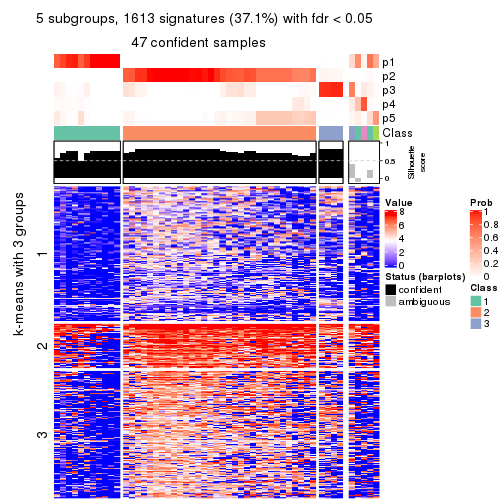 5 subgroups, 1613 signatures (37.1%) with fdr < 0.05
47 confident samples
p1
p2
p3
p4
p5
Class
1
0.5
0
Silhouette
score
k-means with 3 groups
1
2
3
Value
8
6
4
2
0
Status (barplots)
confident
ambiguous
Prob
1
0.8
0.6
0.4
0.2
0
Class
1
2
3